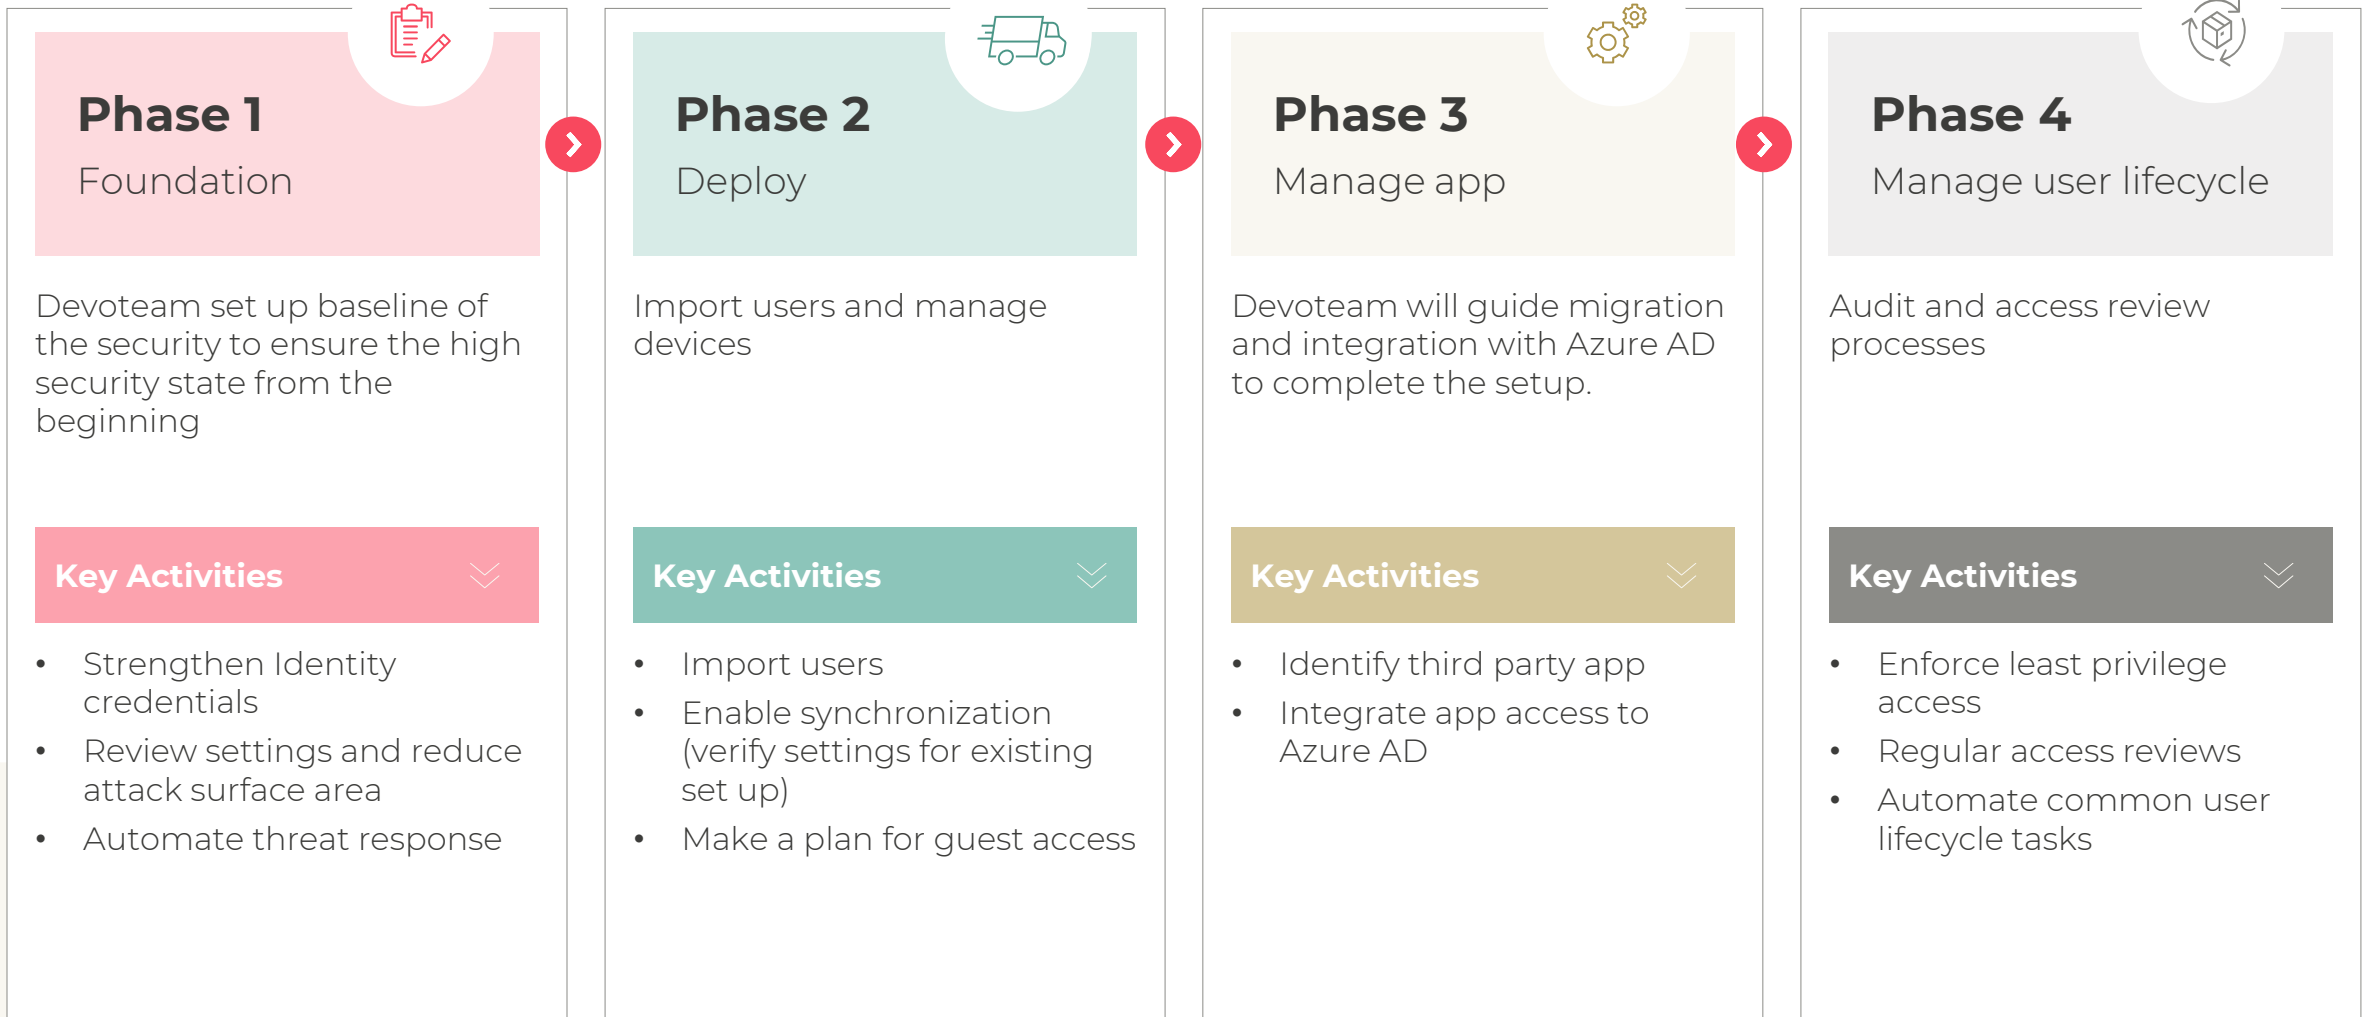 Phase 1
Foundation
Devoteam set up baseline of
the security to ensure the high
security state from the
beginning
Key Activities
• Strengthen Identity
credentials
• Review settings and reduce
attack surface area
• Automate threat response
Phase 2
Deploy
Import users and manage
devices
Key Activities
• Import users
• Enable synchronization
(verify settings for existing
set up)
• Make a plan for guest access
Phase 3
Manage app
Devoteam will guide migration
and integration with Azure AD
to complete the setup.
Key Activities
• Identify third party app
• Integrate app access to
Azure AD
Phase 4
Manage user lifecycle
Audit and access review
processes
Key Activities
• Enforce least privilege
access
• Regular access reviews
• Automate common user
lifecycle tasks